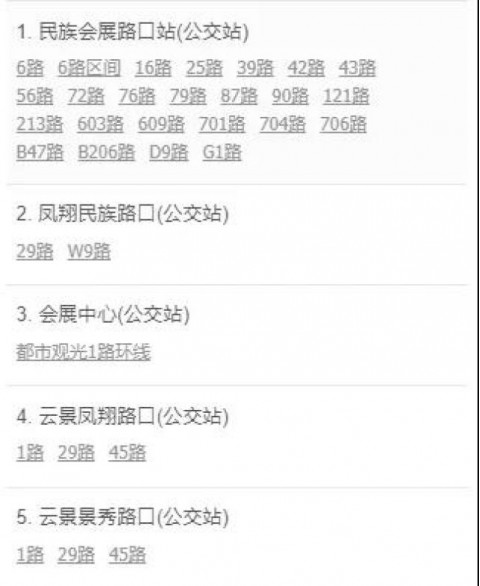 1. 民族会展路口站(公交站)
6路 6路区间 16路 25路 39路 42路 43路
56路 72路 76路 79路 87路 90路 121路
213路 603路 609路 701路 704路 706路
B47路 B206路 D9路 G1路
2. 凤翔民族路口(公交站)
29路 W9路
3. 会展中心(公交站)
都市观光1路环线
4. 云景凤翔路口(公交站)
1路 29路 45路
5. 云景景秀路口(公交站)
1路 29路 45路